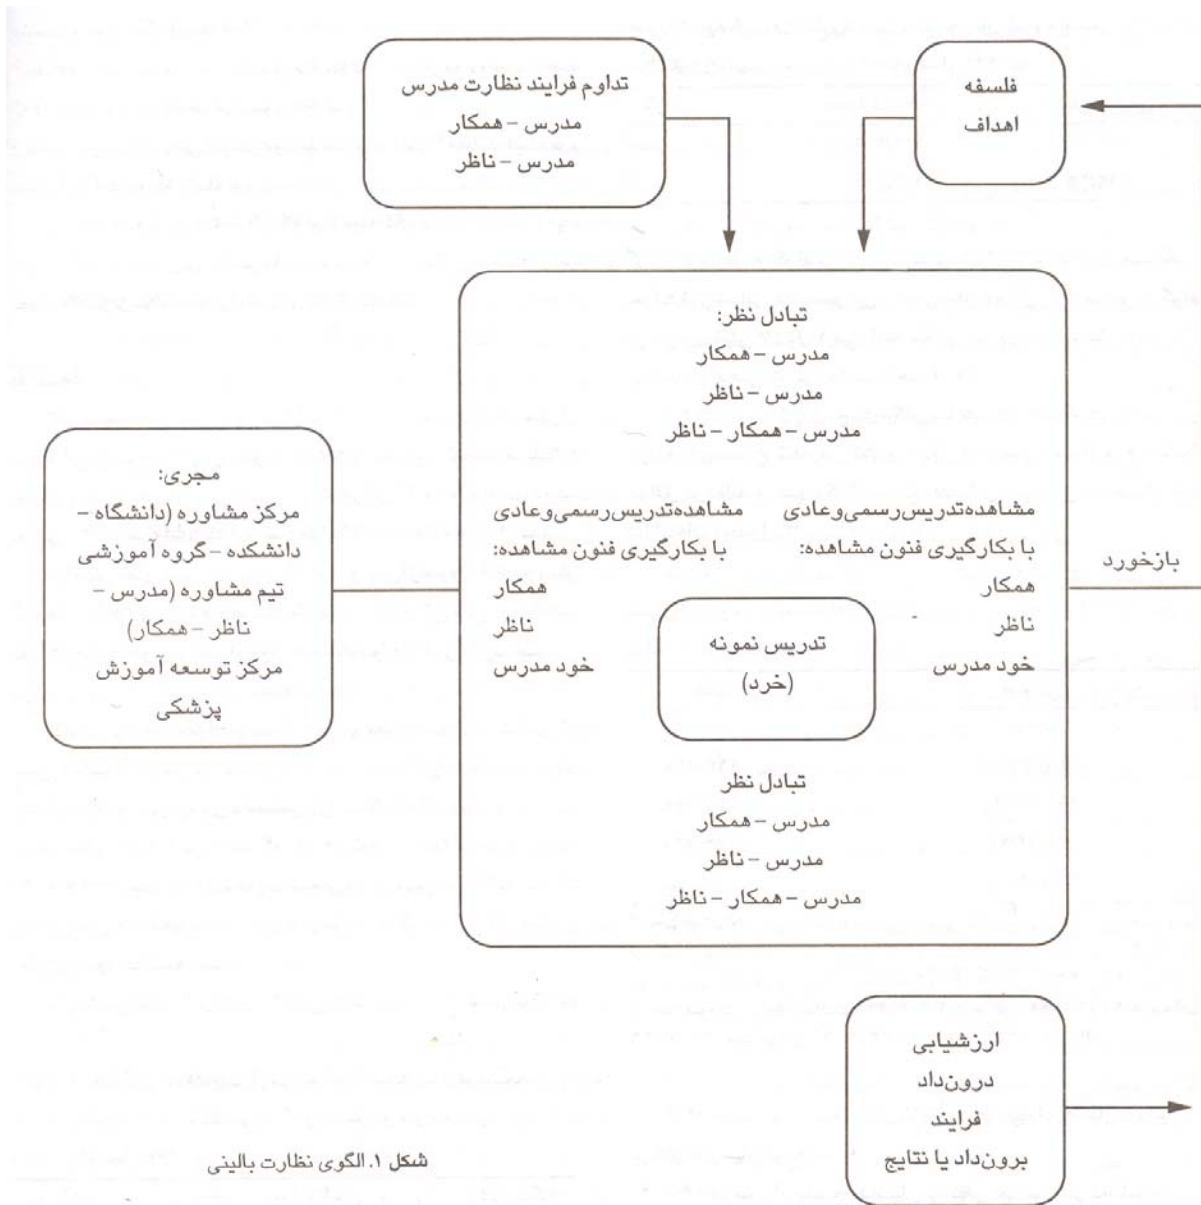 فلسفه
اهداف
تداوم فرایند نظارت مدرس
مدرس – همکار
مدرس – ناظر
تبادل نظر:
مدرس – همکار
مدرس – ناظر
مدرس – همکار – ناظر
مشاهده تدریس رسمی و عادی
با بکارگیری فنون مشاهده:
همکار
ناظر
خود مدرس
مشاهده تدریس رسمی و عادی
با بکارگیری فنون مشاهده:
همکار
ناظر
خود مدرس
تدریس نمونه
(خرد)
تبادل نظر
مدرس – همکار
مدرس – ناظر
مدرس – همکار – ناظر
بازخورد
مجری:
مرکز مشاوره (دانشگاه –
دانشکده – گروه آموزشی
تیم مشاوره (مدرس –
ناظر – همکار)
مرکز توسعه آموزش
پزشکی
ارزشیابی
درون‌داد
فرایند
برون‌داد یا نتایج
شکل ۱. الگوی نظارت بالینی